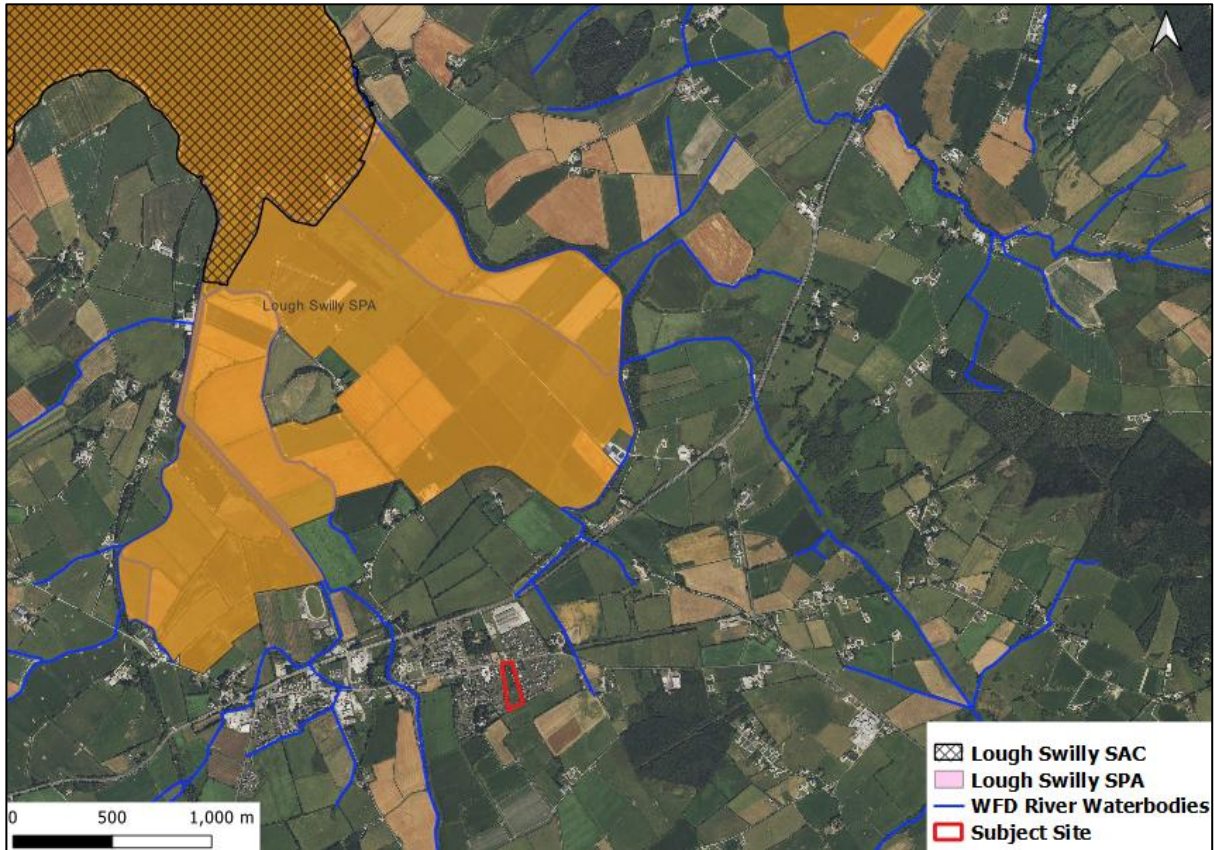 Lough Swilly SPA
Lough Swilly SAC
Lough Swilly SPA
WFD River Waterbodies
Subject Site
0 500 1,000 m